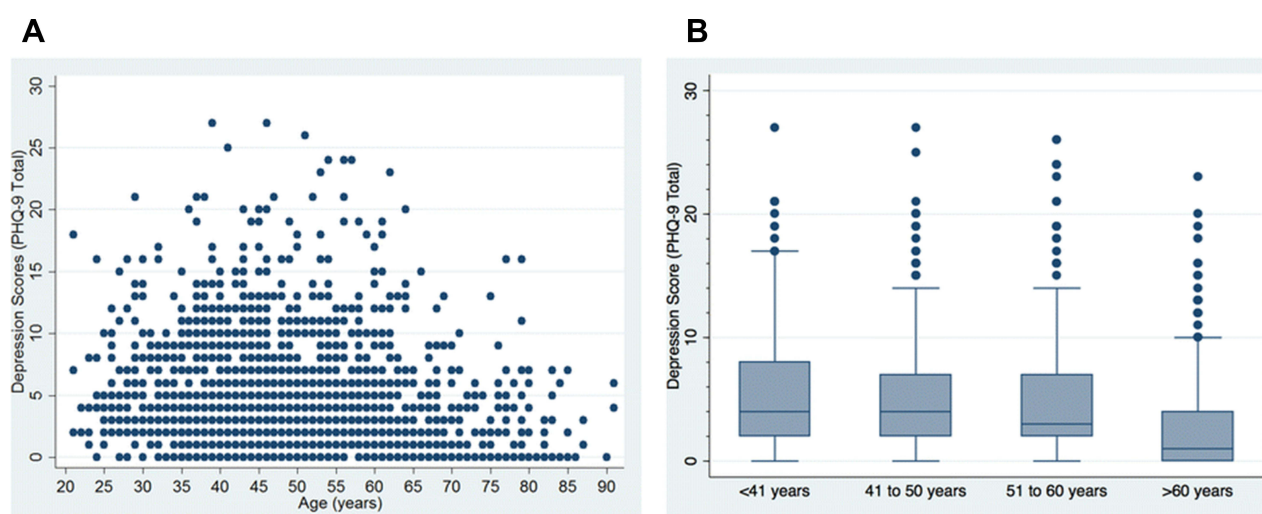 A
B
Depression Scores (PHQ-9 Total)
30
25
20
15
10
5
0
20 25 30 35 40 45 50 55 60 65 70 75 80 85 90
Age (years)
Depression Score (PHQ-9 Total)
30
20
10
0
<41 years 41 to 50 years 51 to 60 years >60 years